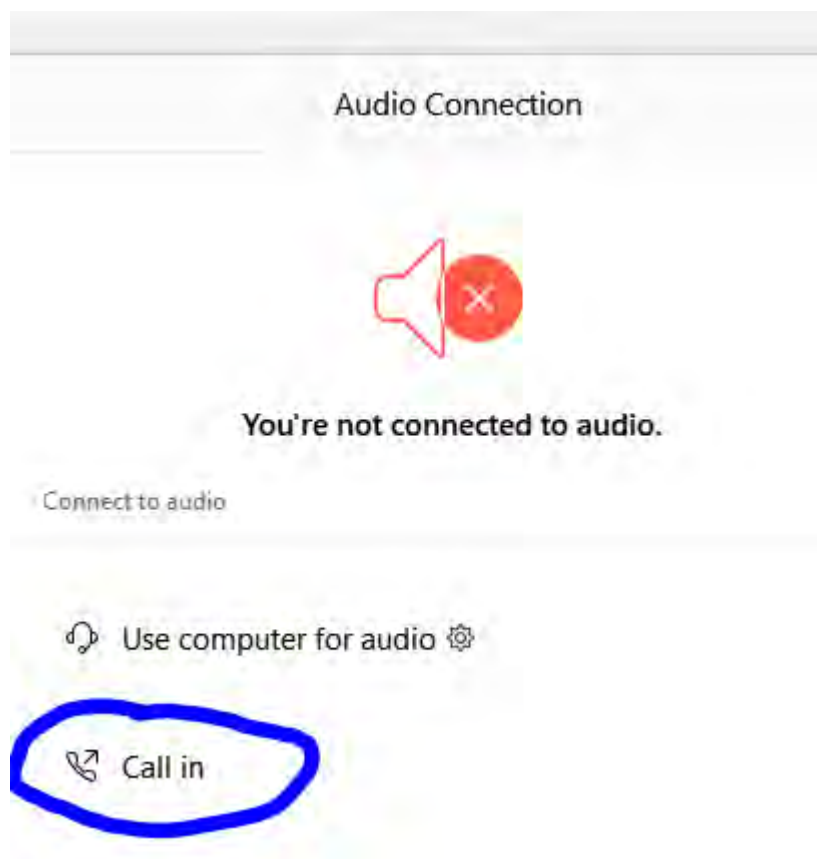 Audio Connection
You're not connected to audio.
Connect to audio
Use computer for audio
Call in